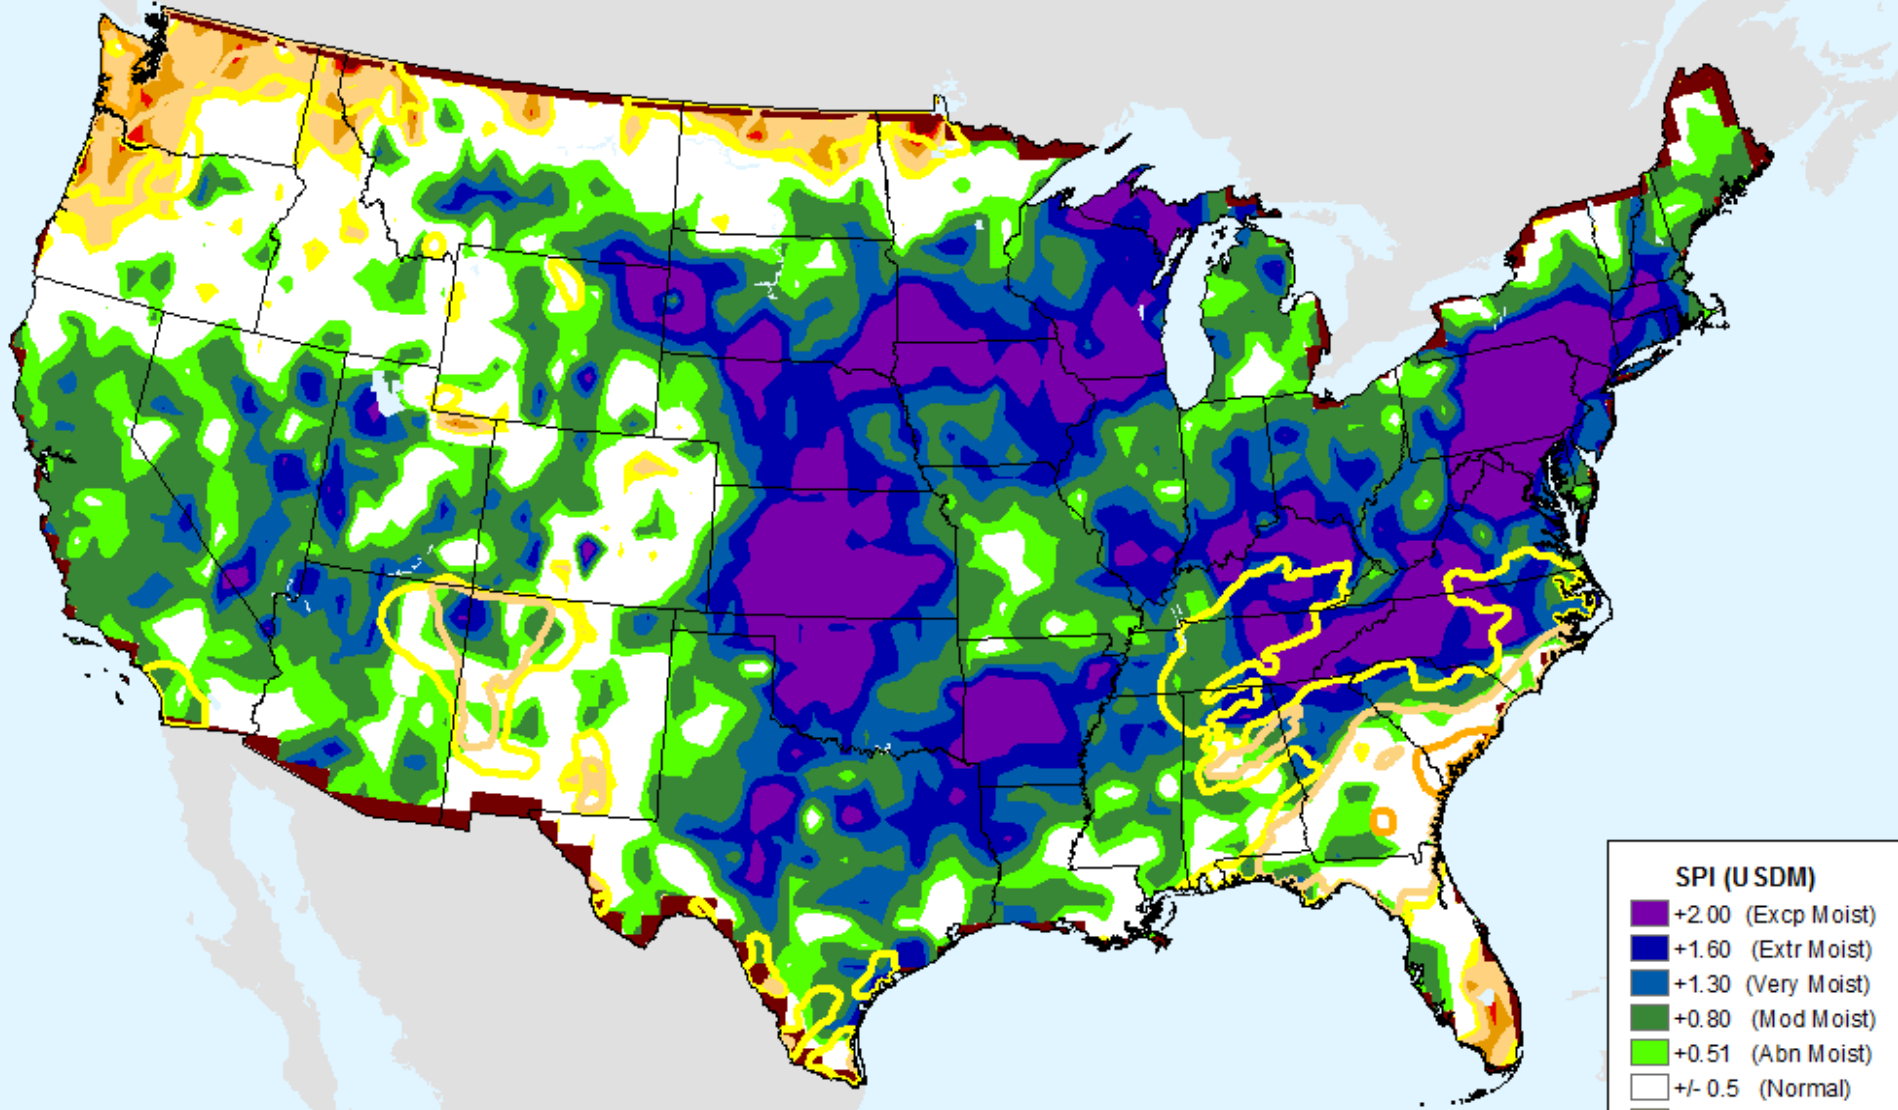 SPI (USDM)
+2.00 (Excp Moist)
+1.60 (Extr Moist)
+1.30 (Very Moist)
+0.80 (Mod Moist)
+0.51 (Abn Moist)
+/- 0.5 (Normal)